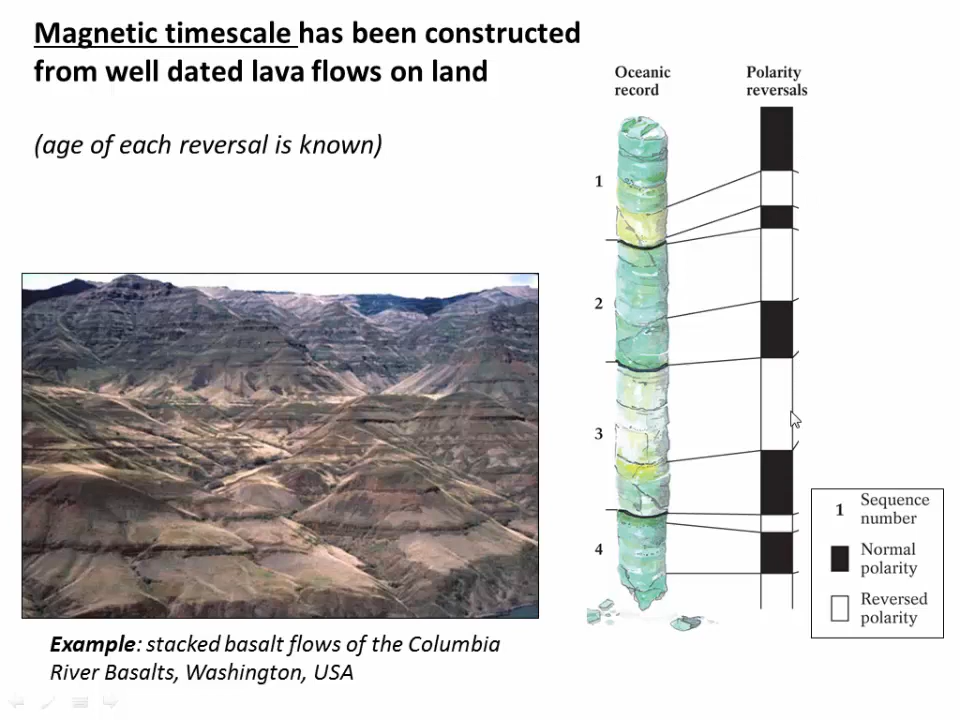 Magnetic timescale has been constructed
from well dated lava flows on land
(age of each reversal is known)
Oceanic
record
Polarity
reversals
1
2
3
4
1 Sequence
number
Normal
polarity
Reversed
polarity
Example: stacked basalt flows of the Columbia
River Basalts, Washington, USA